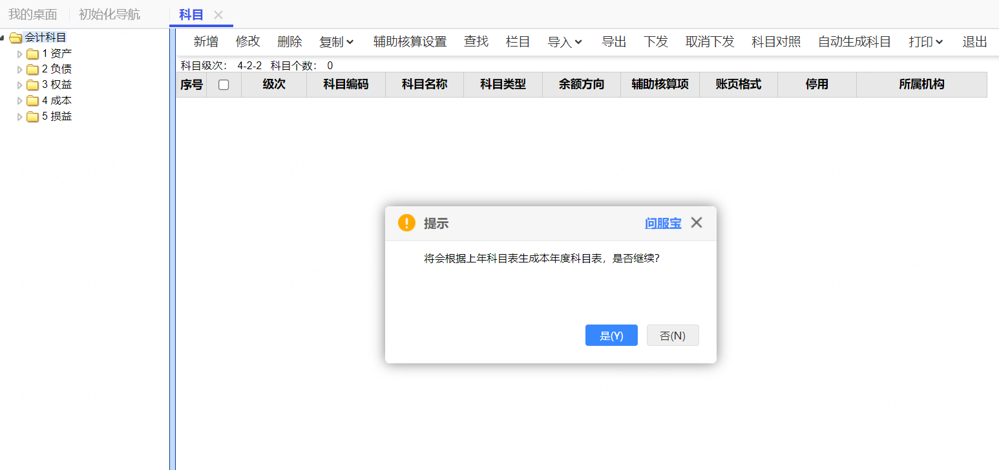 我的桌面 初始化导航 科目
会计科目
1 资产
2 负债
3 权益
4 成本
5 损益
新增 修改 删除 复制 辅助核算设置 查找 栏目 导入 导出 下发 取消下发 科目对照 自动生成科目 打印 退出
科目级次: 4-2-2 科目个数: 0
序号 级次 科目编码 科目名称 科目类型 余额方向 辅助核算项 账页格式 停用 所属机构
提示 问服宝
将会根据上年科目表生成本年度科目表，是否继续?
是(Y) 否(N)